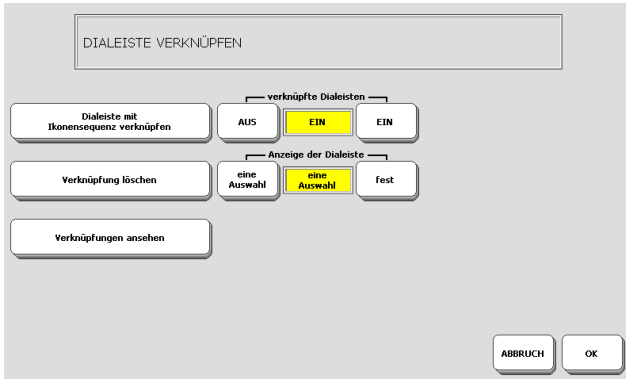 DIALEISTE VERKNÜPFEN
verknüpfte Dialeisten
Dialeiste mit
Ikonensequenz verknüpfen
AUS
EIN
EIN
Anzeige der Dialeiste
Verknüpfung löschen
eine
Auswahl
eine
Auswahl
fest
Verknüpfungen ansehen
ABBRUCH
OK